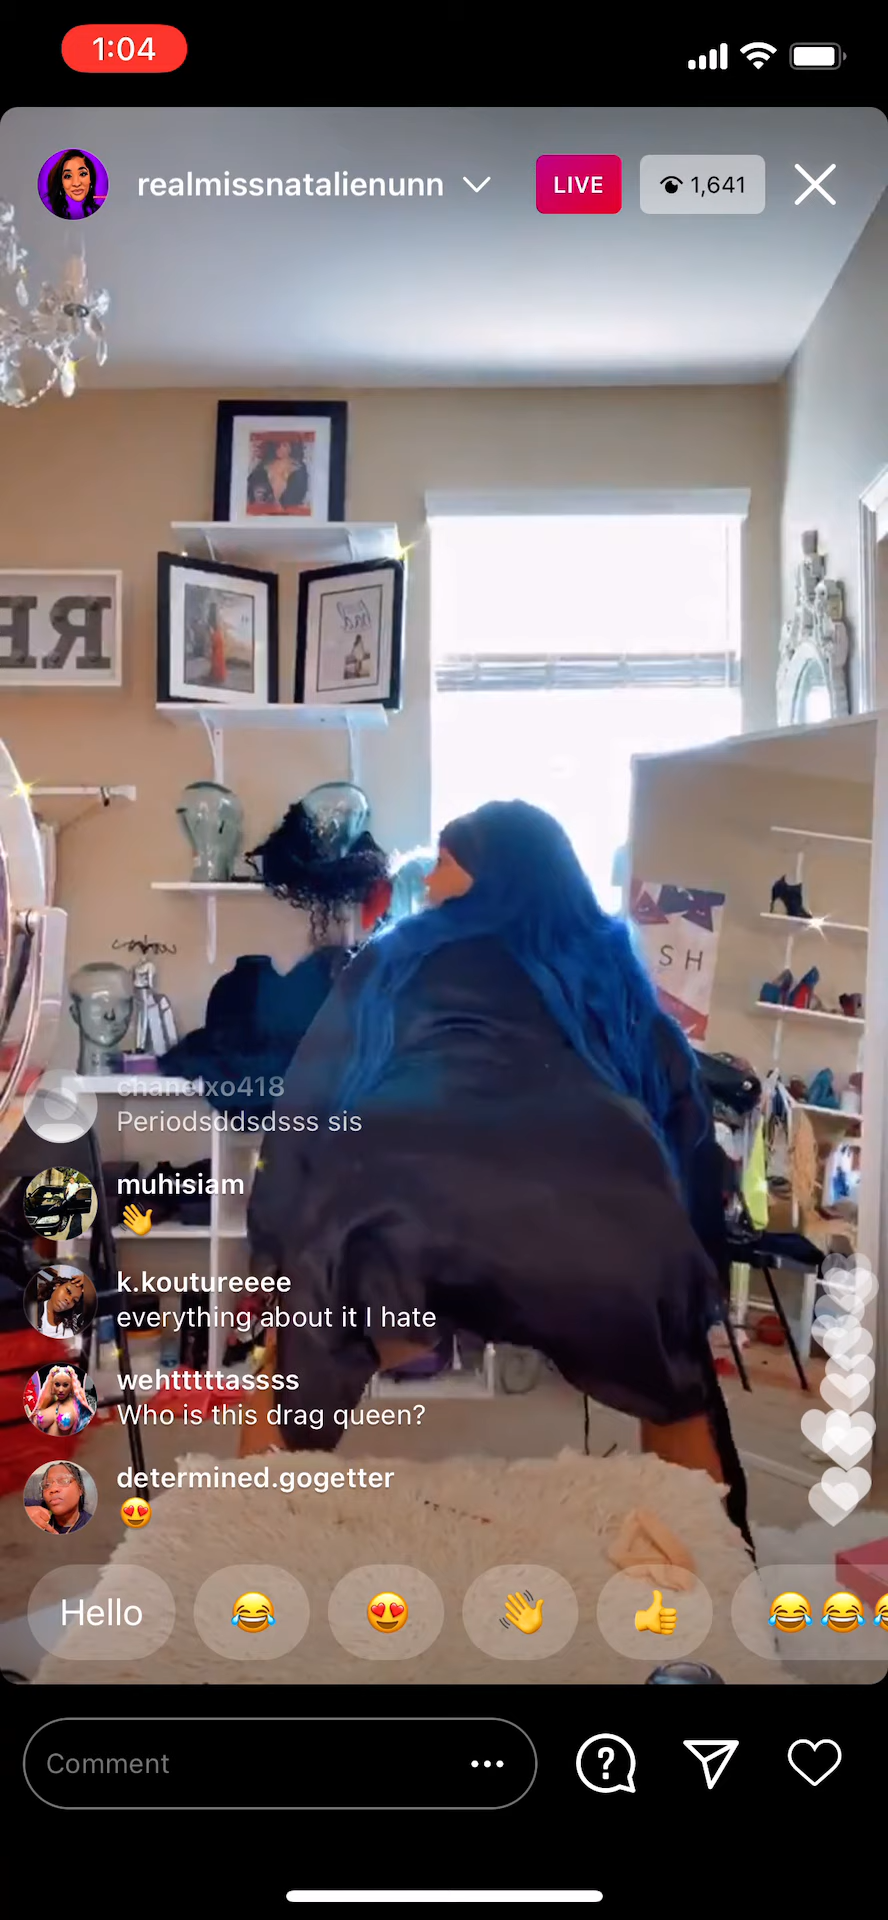 1:04
realmissnatalienunn
LIVE
1,641
RE
S H
chanelxo418
Periodsddsdsss sis
muhisiam
👋
k.koutureeee
everything about it I hate
wehtttttassss
Who is this drag queen?
determined.gogetter
😍
Hello 😂 😍 👋 👍 😂😂
Comment